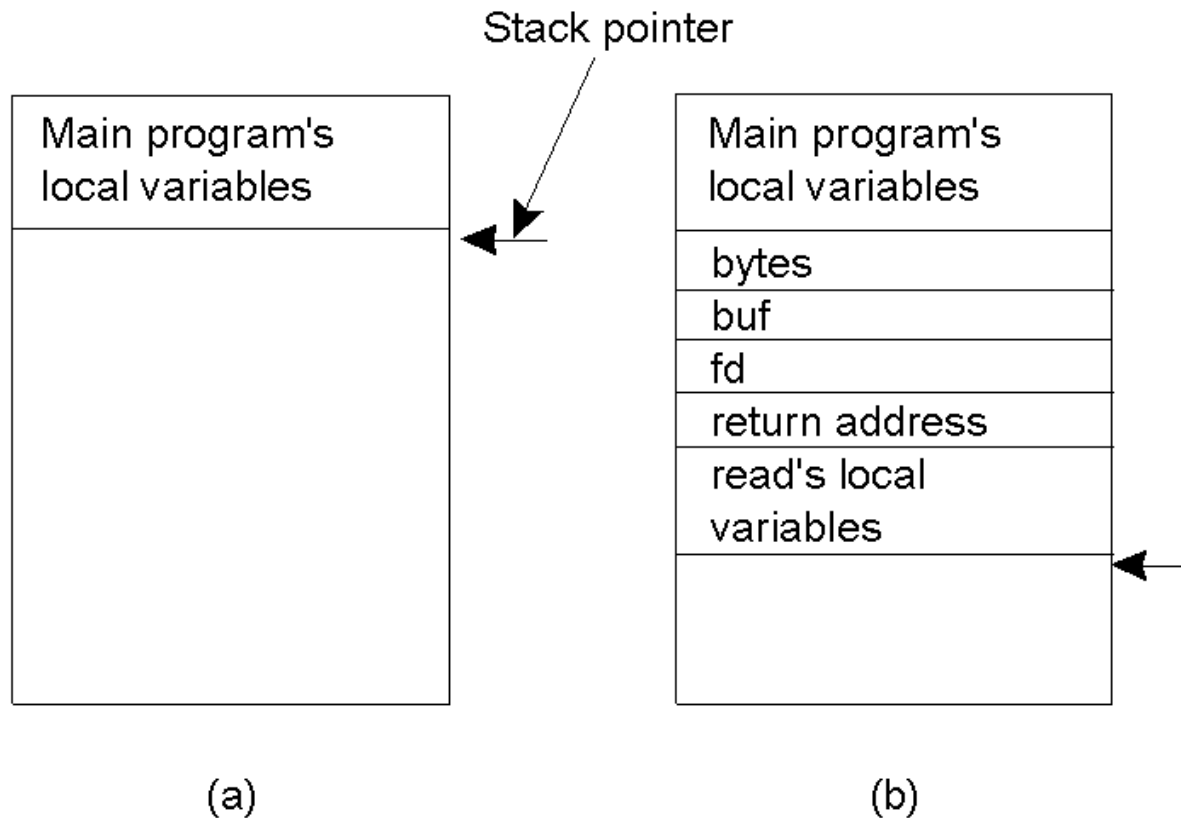 Stack pointer
Main program's
local variables
Main program's
local variables
bytes
buf
fd
return address
read's local
variables
(a)
(b)